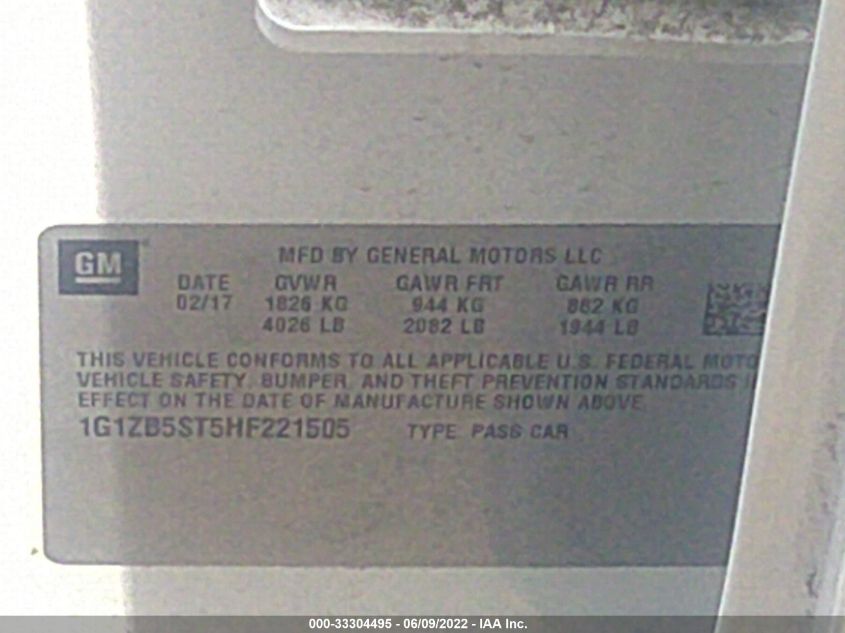 GM
MFD BY GENERAL MOTORS LLC
DATE GVWR GAWR FRT GAWR RR
02/17 1826 KG 944 KG 882 KG
4026 LB 2082 LB 1944 LB
THIS VEHICLE CONFORMS TO ALL APPLICABLE U.S. FEDERAL MOTO
VEHICLE SAFETY, BUMPER, AND THEFT PREVENTION STANDARDS I
EFFECT ON THE DATE OF MANUFACTURE SHOWN ABOVE.
1G1ZB5ST5HF221505 TYPE: PASS CAR
000-33304495 - 06/09/2022 - IAA Inc.